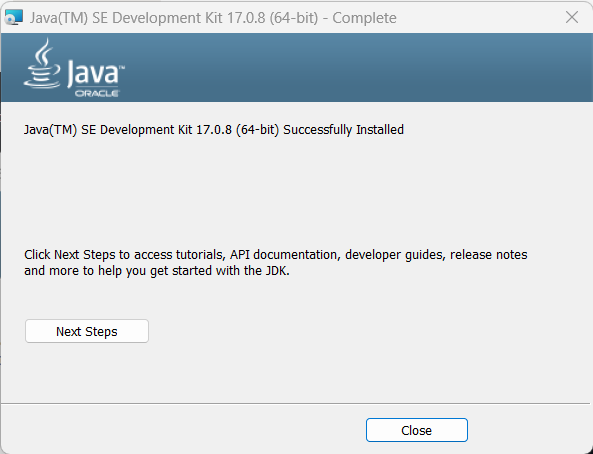 Java(TM) SE Development Kit 17.0.8 (64-bit) - Complete
Java™
ORACLE
Java(TM) SE Development Kit 17.0.8 (64-bit) Successfully Installed
Click Next Steps to access tutorials, API documentation, developer guides, release notes
and more to help you get started with the JDK.
Next Steps
Close